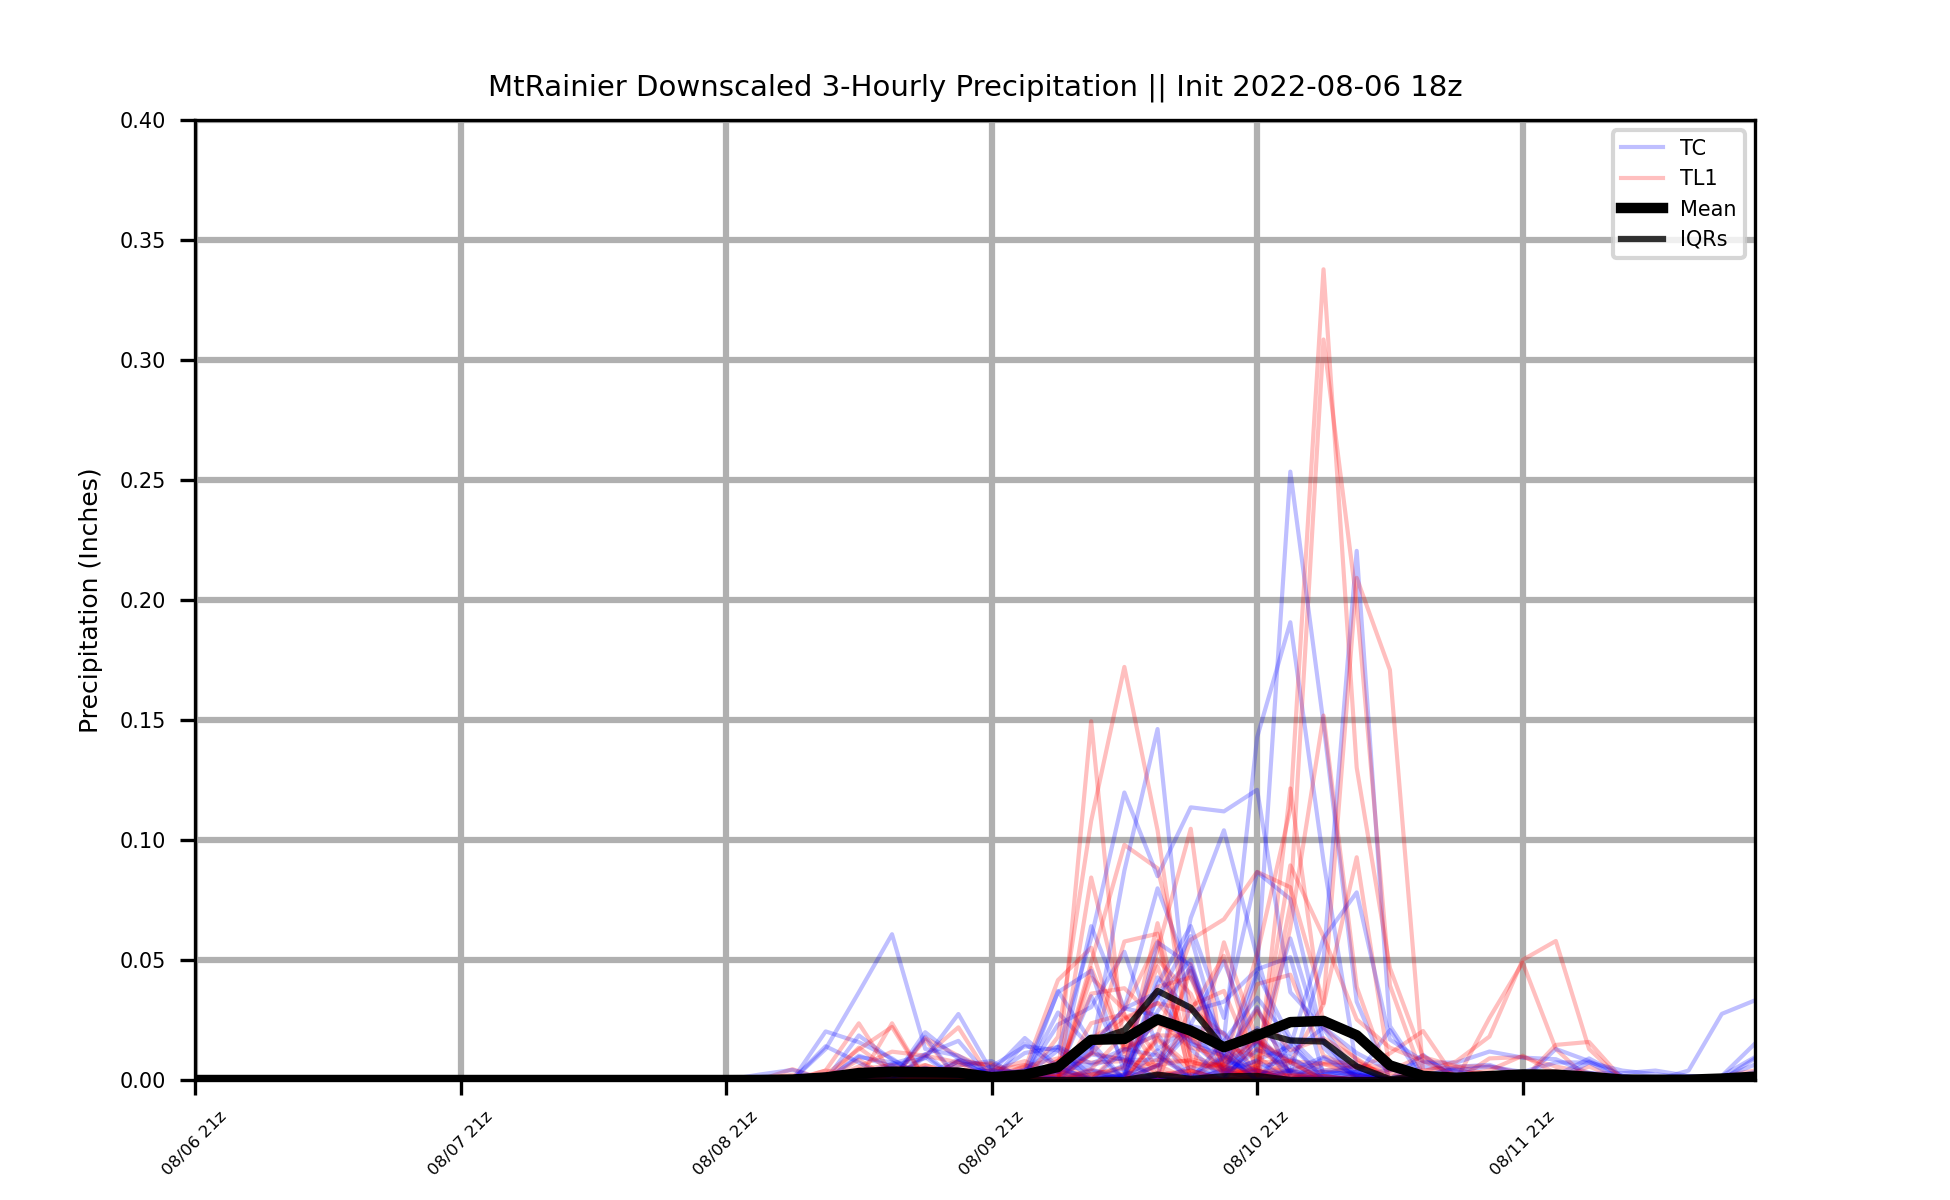 MtRainier Downscaled 3-Hourly Precipitation || Init 2022-08-06 18z
0.40
0.35
0.30
0.25
0.20
0.15
0.10
0.05
0.00
Precipitation (Inches)
TC
TL1
Mean
IQRs
08/06 21z
08/07 21z
08/08 21z
08/09 21z
08/10 21z
08/11 21z